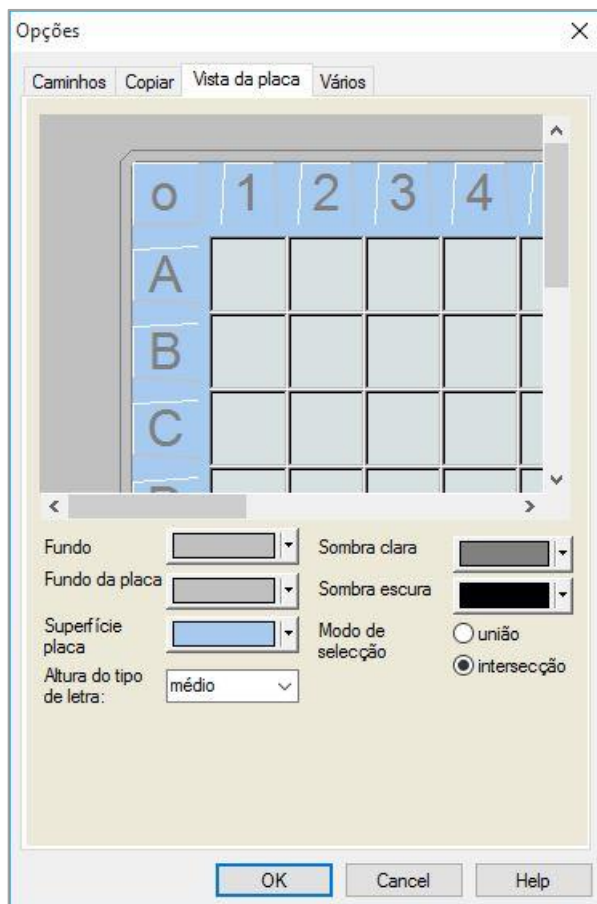 Opções
Caminhos Copiar Vista da placa Vários
o 1 2 3 4
A
B
C
Fundo
Sombra clara
Fundo da placa
Sombra escura
Superfície
placa
Modo de
selecção
união
intersecção
Altura do tipo
de letra:
médio
OK Cancel Help